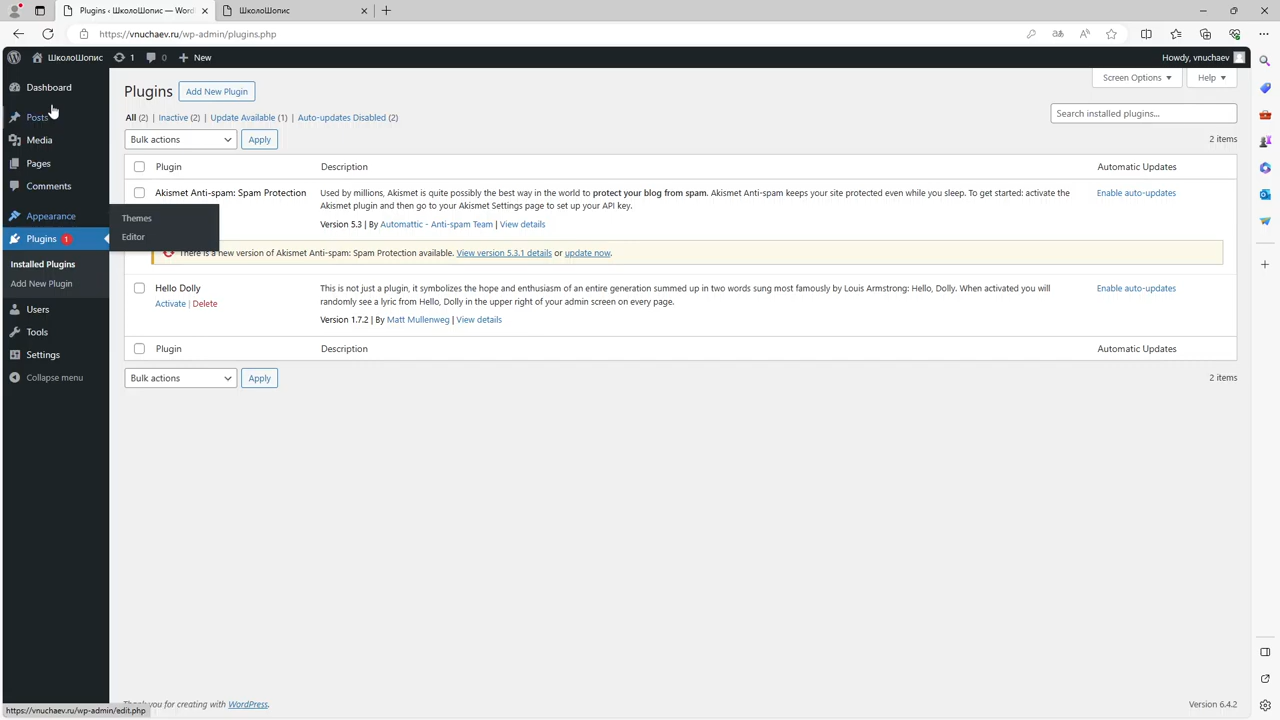 Plugins ‹ ШколоШопис — Word
ШколоШопис
https://vnuchaev.ru/wp-admin/plugins.php
ШколоШопис
1
0
New
Howdy, vnuchaev
Dashboard
Posts
Media
Pages
Comments
Appearance
Plugins 1
Installed Plugins
Add New Plugin
Users
Tools
Settings
Collapse menu
Themes
Editor
Plugins
Add New Plugin
Screen Options
Help
All (2) | Inactive (2) | Update Available (1) | Auto-updates Disabled (2)
Search installed plugins...
Bulk actions
Apply
2 items
Plugin
Description
Automatic Updates
Akismet Anti-spam: Spam Protection
Used by millions, Akismet is quite possibly the best way in the world to protect your blog from spam. Akismet Anti-spam keeps your site protected even while you sleep. To get started: activate the
Akismet plugin and then go to your Akismet Settings page to set up your API key.
Version 5.3 | By Automattic - Anti-spam Team | View details
Enable auto-updates
There is a new version of Akismet Anti-spam: Spam Protection available. View version 5.3.1 details or update now.
Hello Dolly
Activate | Delete
This is not just a plugin, it symbolizes the hope and enthusiasm of an entire generation summed up in two words sung most famously by Louis Armstrong: Hello, Dolly. When activated you will
randomly see a lyric from Hello, Dolly in the upper right of your admin screen on every page.
Version 1.7.2 | By Matt Mullenweg | View details
Enable auto-updates
Plugin
Description
Automatic Updates
Bulk actions
Apply
2 items
Thank you for creating with WordPress.
Version 6.4.2
https://vnuchaev.ru/wp-admin/edit.php